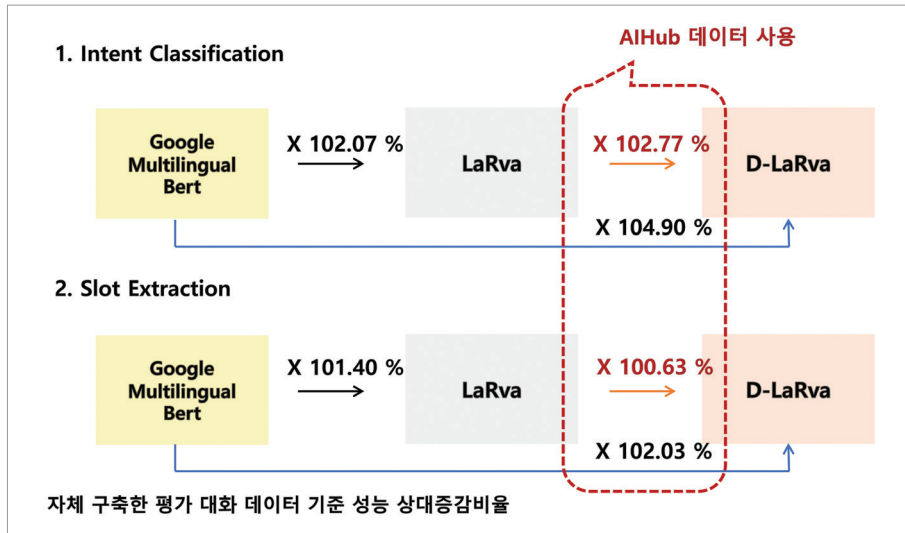 AIHub 데이터 사용
1. Intent Classification
Google
Multilingual
Bert
X 102.07 %
LaRva
X 102.77 %
D-LaRva
X 104.90 %
2. Slot Extraction
Google
Multilingual
Bert
X 101.40 %
LaRva
X 100.63 %
D-LaRva
X 102.03 %
자체 구축한 평가 대화 데이터 기준 성능 상대증감비율